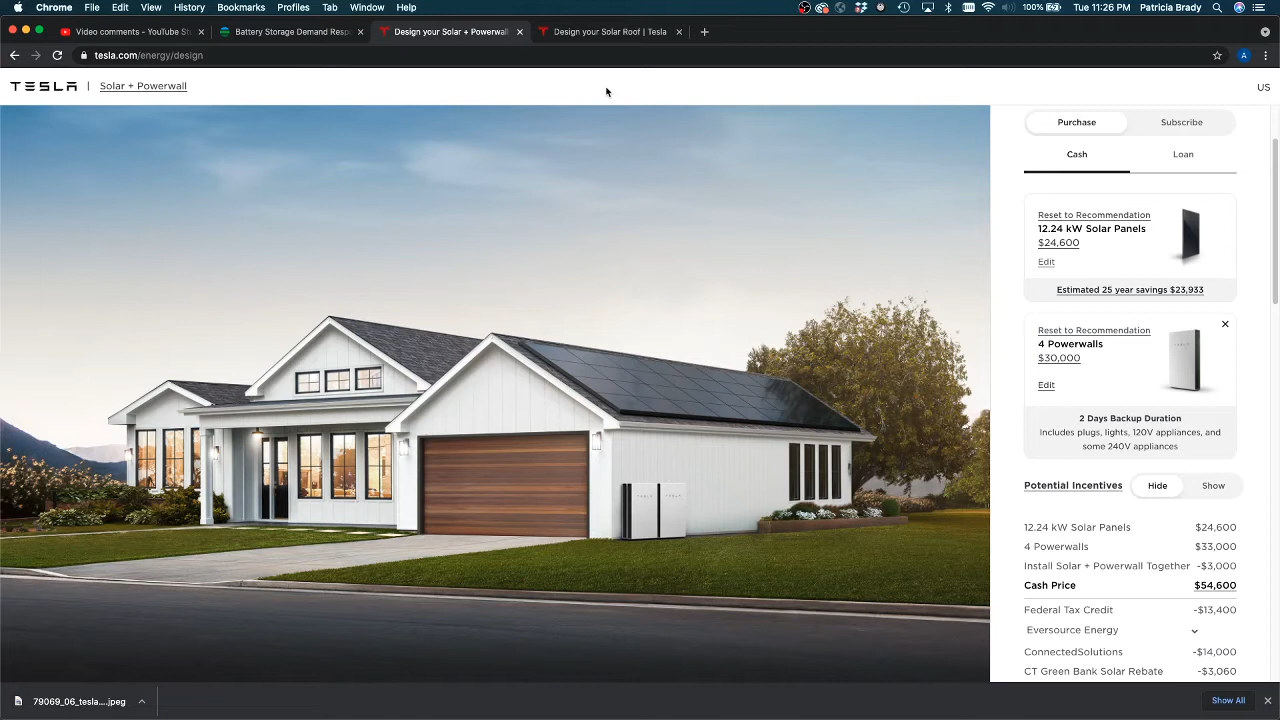 Chrome File Edit View History Bookmarks Profiles Tab Window Help 100% Tue 11:26 PM Patricia Brady
Video comments - YouTube St
Battery Storage Demand Resp
Design your Solar + Powerwall
Design your Solar Roof | Tesla
tesla.com/energy/design
A
TESLA | Solar + Powerwall
US
Purchase Subscribe
Cash Loan
Reset to Recommendation
12.24 kW Solar Panels
$24,600
Edit
Estimated 25 year savings $23,933
Reset to Recommendation
4 Powerwalls
$30,000
Edit
2 Days Backup Duration
Includes plugs, lights, 120V appliances, and
some 240V appliances
Potential Incentives Hide Show
12.24 kW Solar Panels $24,600
4 Powerwalls $33,000
Install Solar + Powerwall Together -$3,000
Cash Price $54,600
Federal Tax Credit -$13,400
Eversource Energy
ConnectedSolutions -$14,000
CT Green Bank Solar Rebate -$3,060
TESLA TESLA
79069_06_tesla....jpeg
Show All